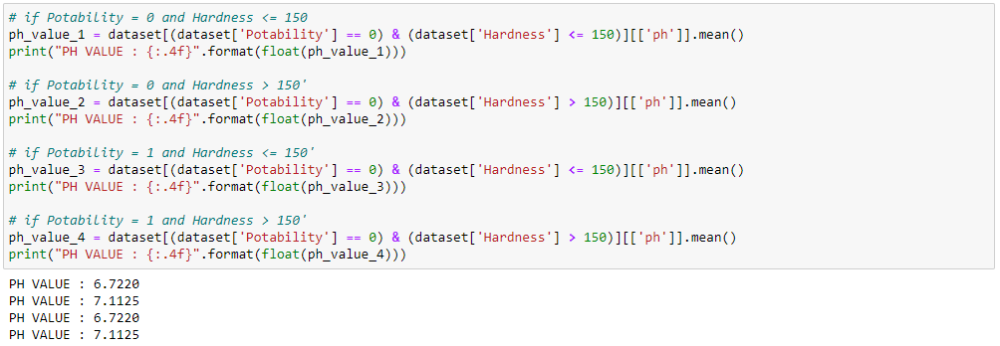 # if Potability = 0 and Hardness <= 150
ph_value_1 = dataset[(dataset['Potability'] == 0) & (dataset['Hardness'] <= 150)][['ph']].mean()
print("PH VALUE : {:.4f}".format(float(ph_value_1)))
# if Potability = 0 and Hardness > 150'
ph_value_2 = dataset[(dataset['Potability'] == 0) & (dataset['Hardness'] > 150)][['ph']].mean()
print("PH VALUE : {:.4f}".format(float(ph_value_2)))
# if Potability = 1 and Hardness <= 150'
ph_value_3 = dataset[(dataset['Potability'] == 0) & (dataset['Hardness'] <= 150)][['ph']].mean()
print("PH VALUE : {:.4f}".format(float(ph_value_3)))
# if Potability = 1 and Hardness > 150'
ph_value_4 = dataset[(dataset['Potability'] == 0) & (dataset['Hardness'] > 150)][['ph']].mean()
print("PH VALUE : {:.4f}".format(float(ph_value_4)))
PH VALUE : 6.7220
PH VALUE : 7.1125
PH VALUE : 6.7220
PH VALUE : 7.1125